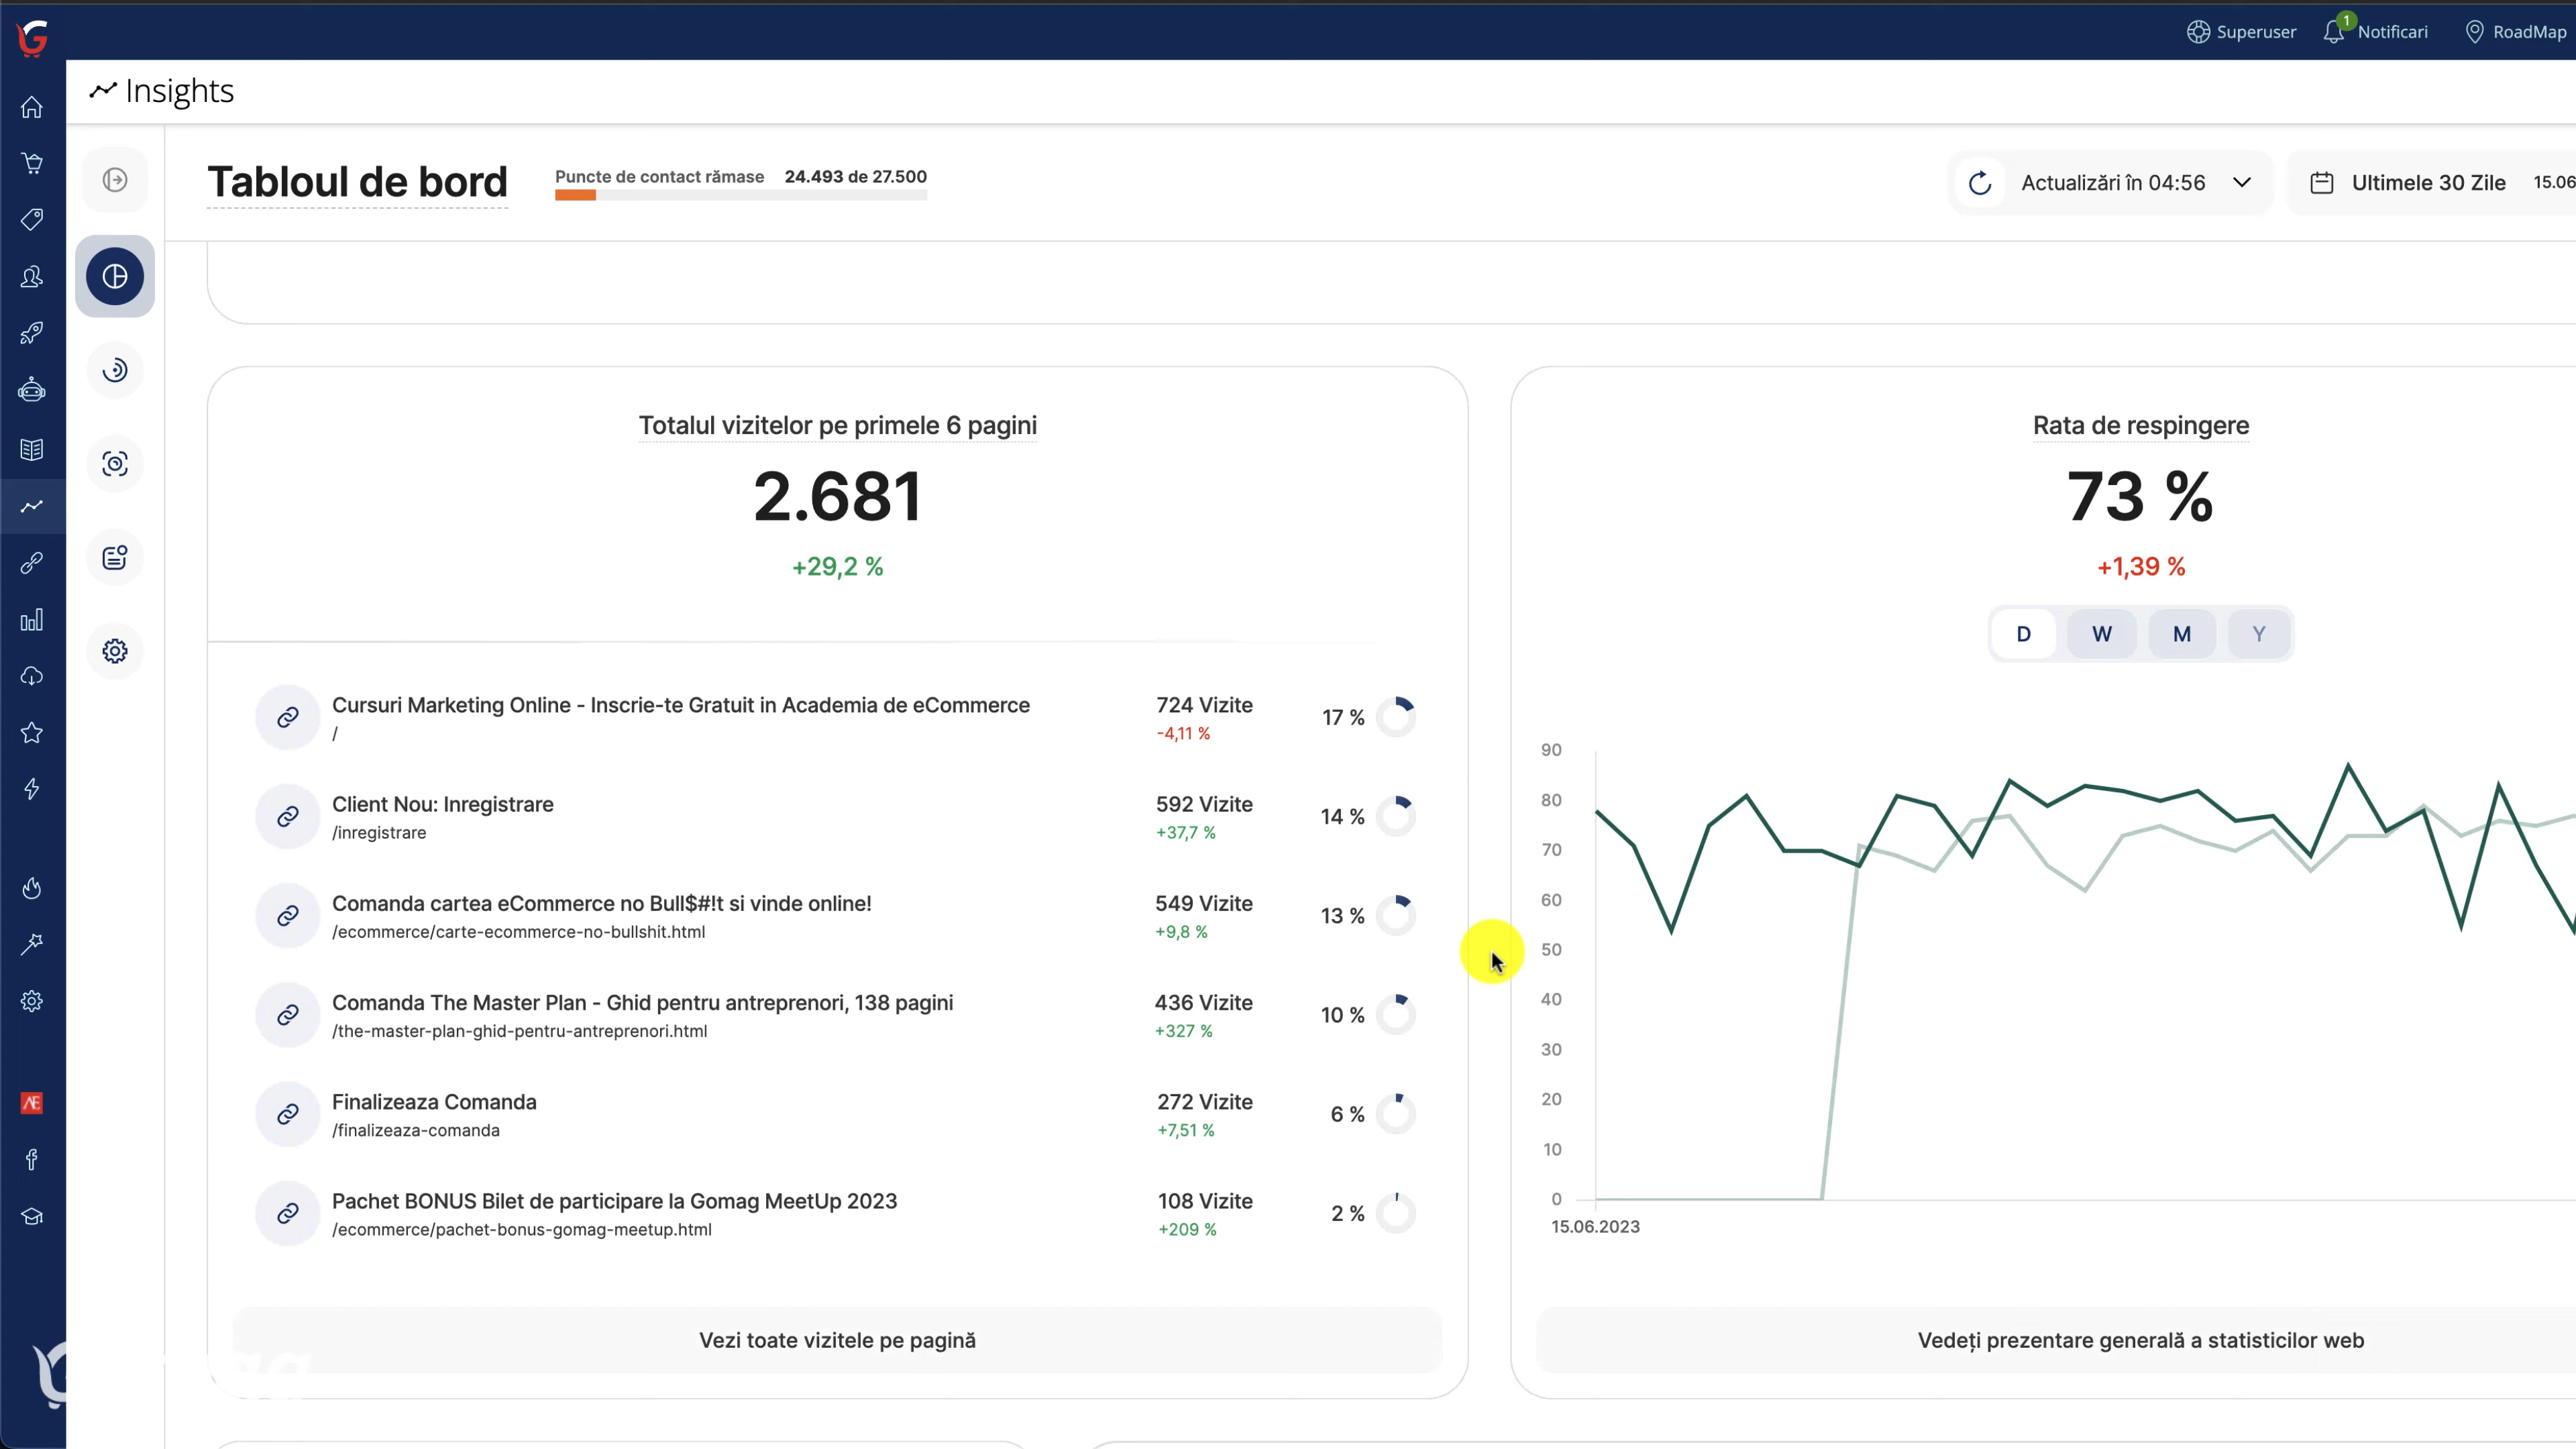 Superuser
1
Notificari
RoadMap
Insights
Tabloul de bord
Puncte de contact rămase 24.493 de 27.500
Actualizări în 04:56
Ultimele 30 Zile
15.06
Totalul vizitelor pe primele 6 pagini
2.681
+29,2 %
Cursuri Marketing Online - Inscrie-te Gratuit in Academia de eCommerce
/
724 Vizite
-4,11 %
17 %
Client Nou: Inregistrare
/inregistrare
592 Vizite
+37,7 %
14 %
Comanda cartea eCommerce no Bull$#!t si vinde online!
/ecommerce/carte-ecommerce-no-bullshit.html
549 Vizite
+9,8 %
13 %
Comanda The Master Plan - Ghid pentru antreprenori, 138 pagini
/the-master-plan-ghid-pentru-antreprenori.html
436 Vizite
+327 %
10 %
Finalizeaza Comanda
/finalizeaza-comanda
272 Vizite
+7,51 %
6 %
Pachet BONUS Bilet de participare la Gomag MeetUp 2023
/ecommerce/pachet-bonus-gomag-meetup.html
108 Vizite
+209 %
2 %
Vezi toate vizitele pe pagină
Rata de respingere
73 %
+1,39 %
D W M Y
90
80
70
60
50
40
30
20
10
0
15.06.2023
Vedeți prezentare generală a statisticilor web
AE